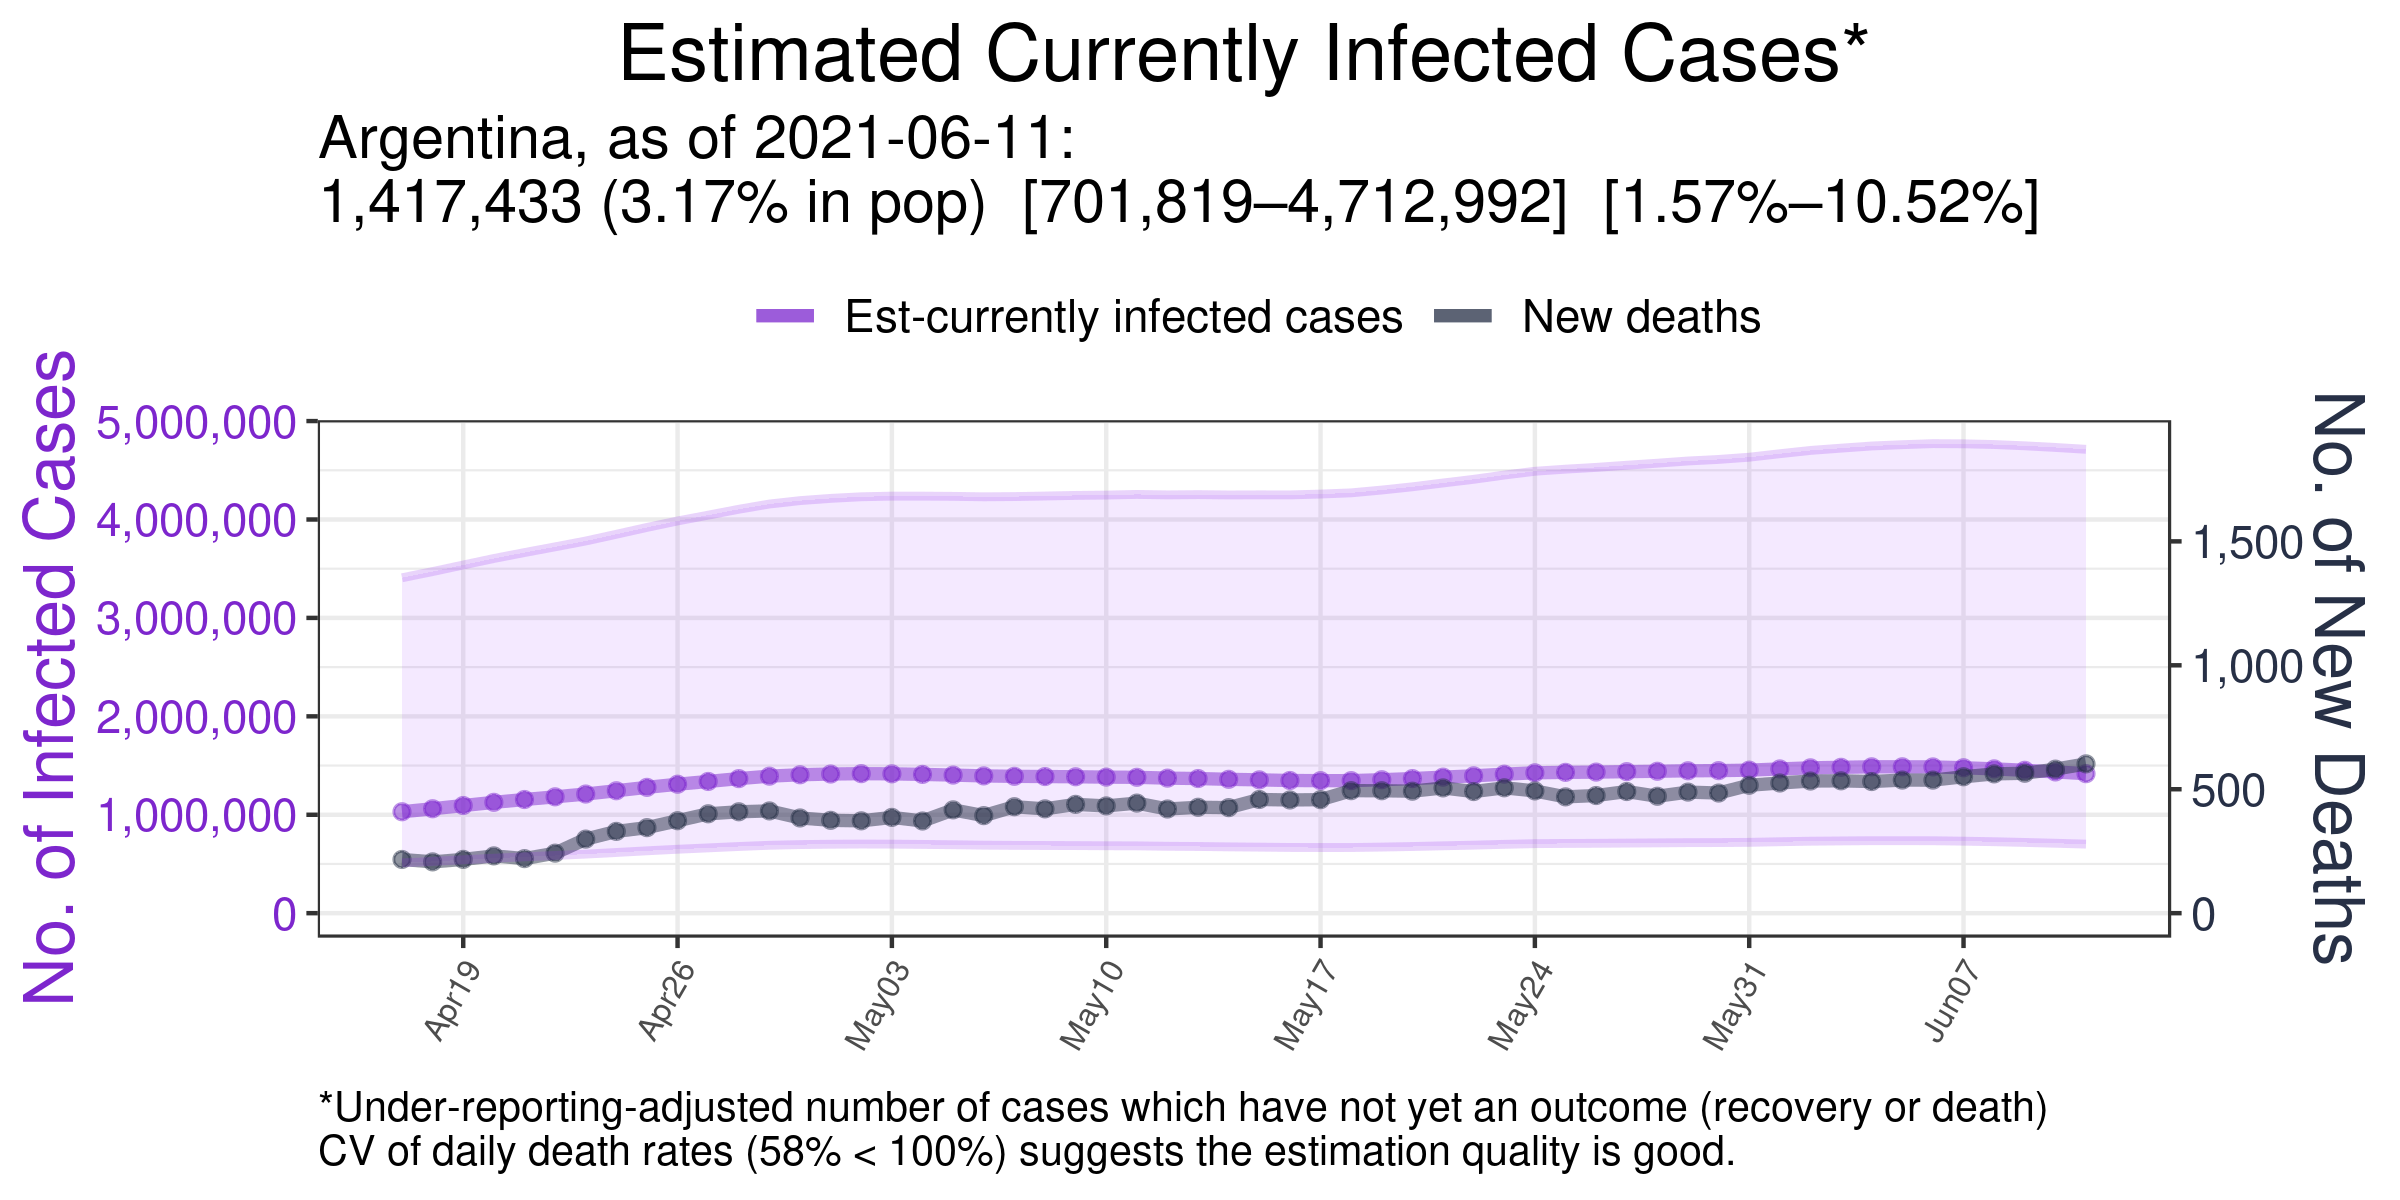 Estimated Currently Infected Cases*
Argentina, as of 2021-06-11:
1,417,433 (3.17% in pop) [701,819–4,712,992] [1.57%–10.52%]
Est-currently infected cases
New deaths
No. of Infected Cases
5,000,000
4,000,000
3,000,000
2,000,000
1,000,000
0
No. of New Deaths
1,500
1,000
500
0
Apr19
Apr26
May03
May10
May17
May24
May31
Jun07
*Under-reporting-adjusted number of cases which have not yet an outcome (recovery or death)
CV of daily death rates (58% < 100%) suggests the estimation quality is good.